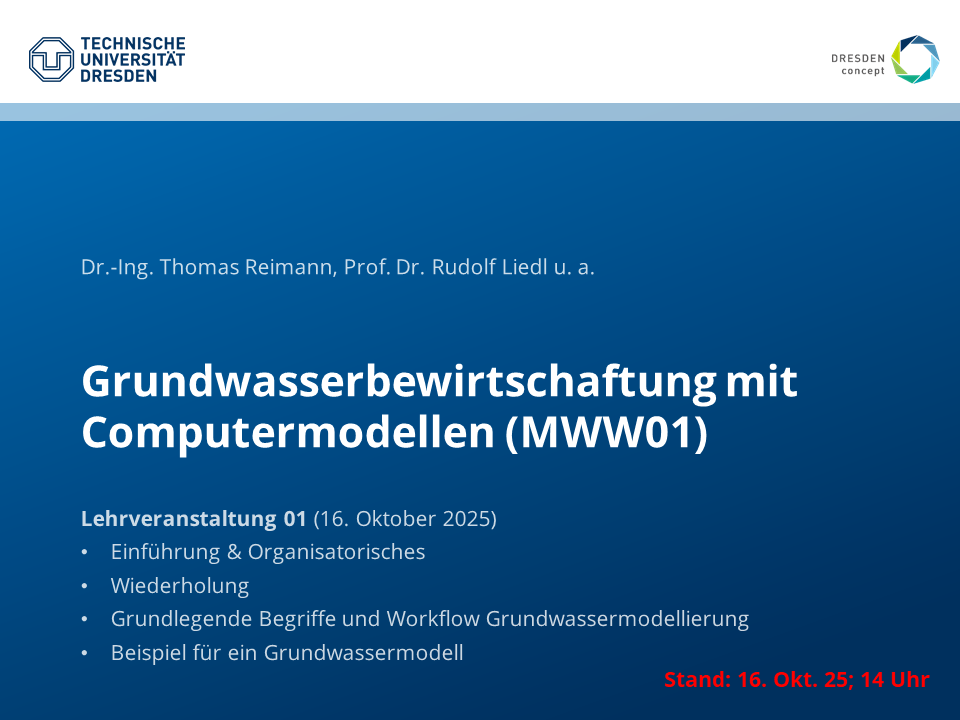 TECHNISCHE
UNIVERSITÄT
DRESDEN
DRESDEN
concept
Dr.-Ing. Thomas Reimann, Prof. Dr. Rudolf Liedl u. a.
Grundwasserbewirtschaftung mit
Computermodellen (MWW01)
Lehrveranstaltung 01 (16. Oktober 2025)
• Einführung & Organisatorisches
• Wiederholung
• Grundlegende Begriffe und Workflow Grundwassermodellierung
• Beispiel für ein Grundwassermodell
Stand: 16. Okt. 25; 14 Uhr